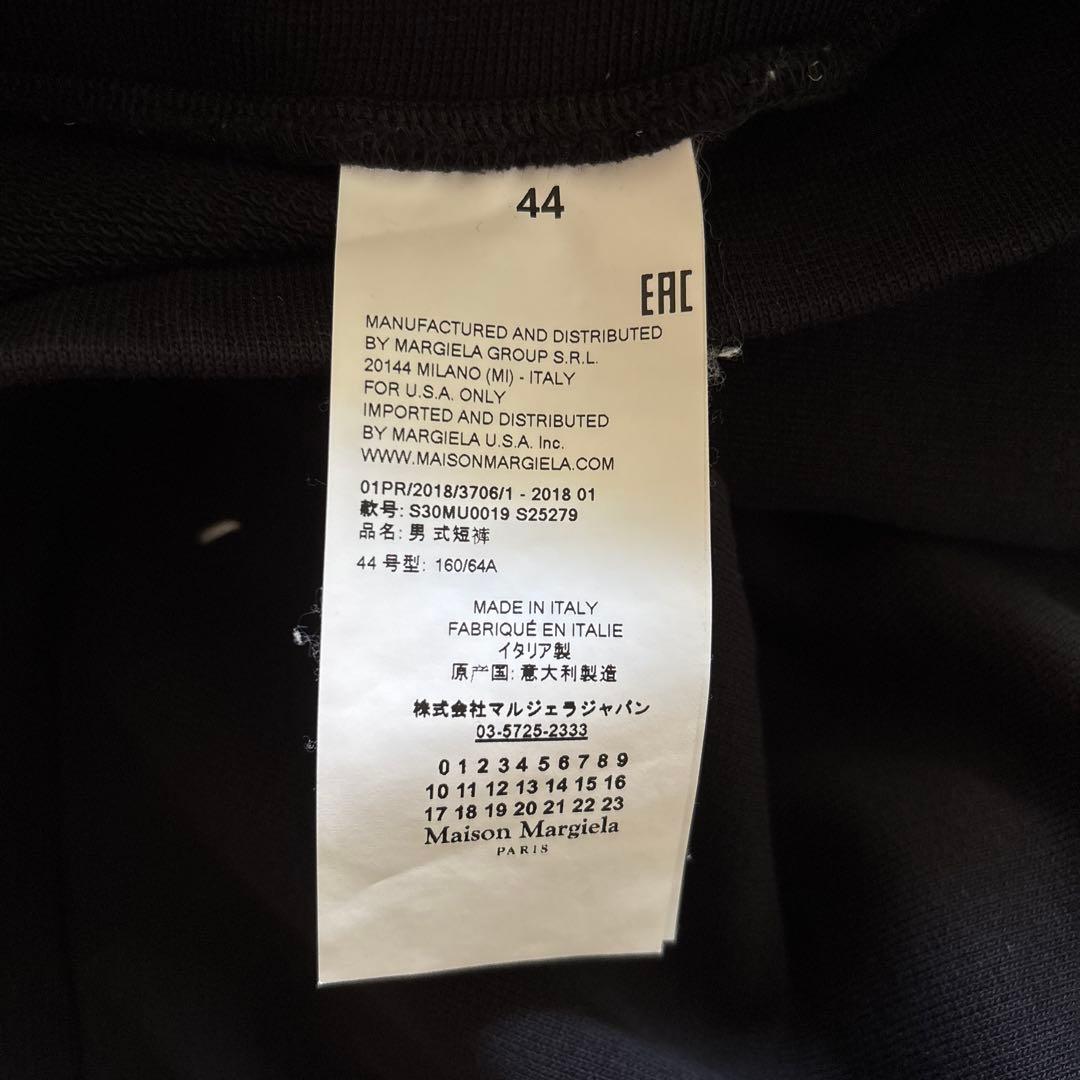 44
EAC
MANUFACTURED AND DISTRIBUTED
BY MARGIELA GROUP S.R.L.
20144 MILANO (MI) - ITALY
FOR U.S.A. ONLY
IMPORTED AND DISTRIBUTED
BY MARGIELA U.S.A. Inc.
WWW.MAISONMARGIELA.COM
01PR/2018/3706/1 - 2018 01
款号: S30MU0019 S25279
品名: 男 式短裤
44 号型: 160/64A
MADE IN ITALY
FABRIQUÉ EN ITALIE
イタリア製
原产国: 意大利製造
株式会社マルジェラジャパン
03-5725-2333
0 1 2 3 4 5 6 7 8 9
10 11 12 13 14 15 16
17 18 19 20 21 22 23
Maison Margiela
PARIS